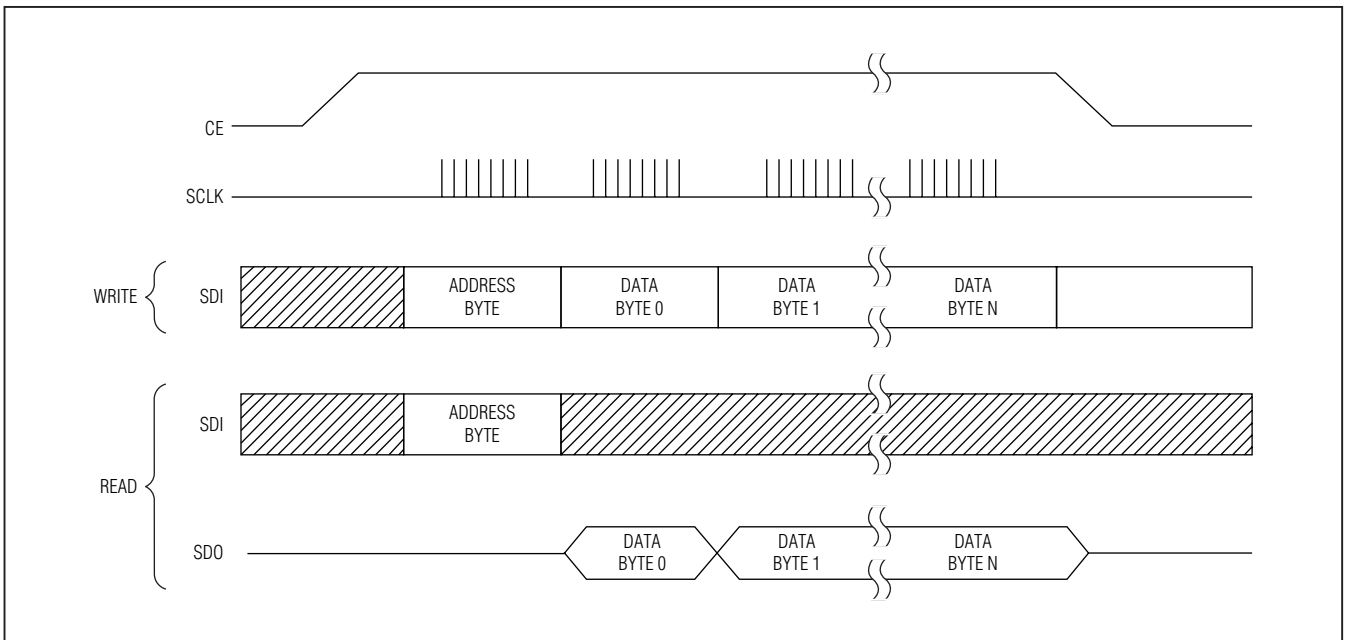 CE
SCLK
WRITE
SDI
ADDRESS
BYTE
DATA
BYTE 0
DATA
BYTE 1
DATA
BYTE N
READ
SDI
ADDRESS
BYTE
SDO
DATA
BYTE 0
DATA
BYTE 1
DATA
BYTE N